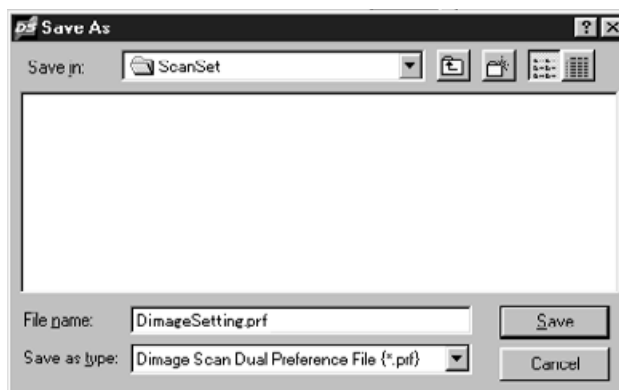 DS Save As
Save in: ScanSet
File name: DimageSetting.prf
Save
Save as type: Dimage Scan Dual Preference File {*.prf}
Cancel